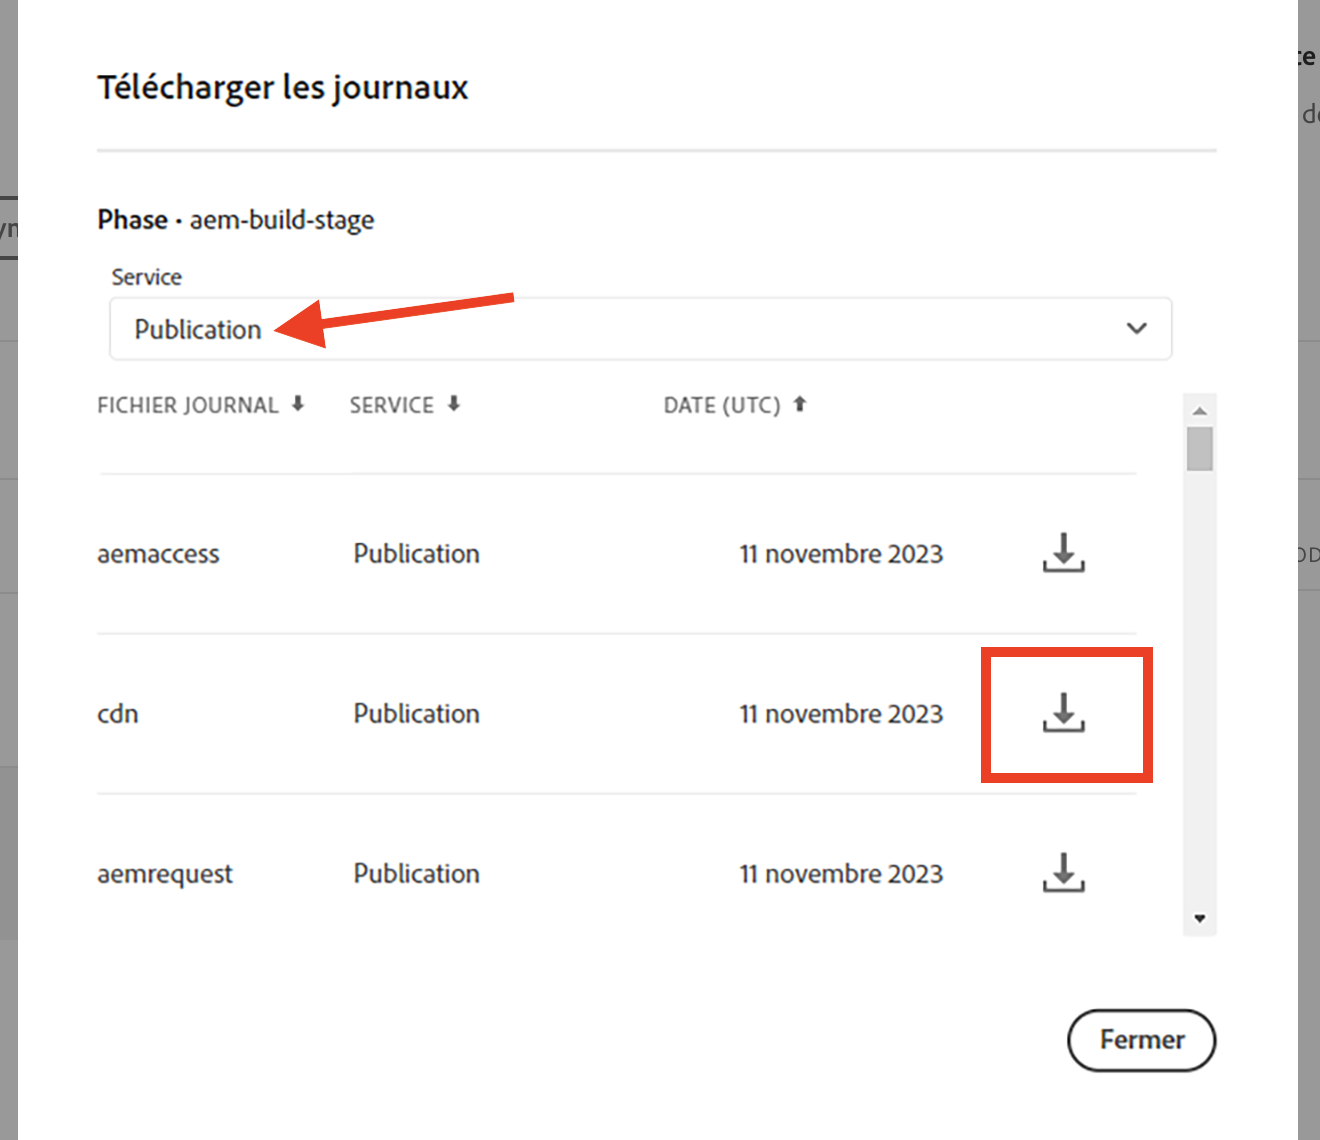 Télécharger les journaux
Phase · aem-build-stage
Service
Publication
FICHIER JOURNAL SERVICE DATE (UTC)
aemaccess Publication 11 novembre 2023
cdn Publication 11 novembre 2023
aemrequest Publication 11 novembre 2023
Fermer